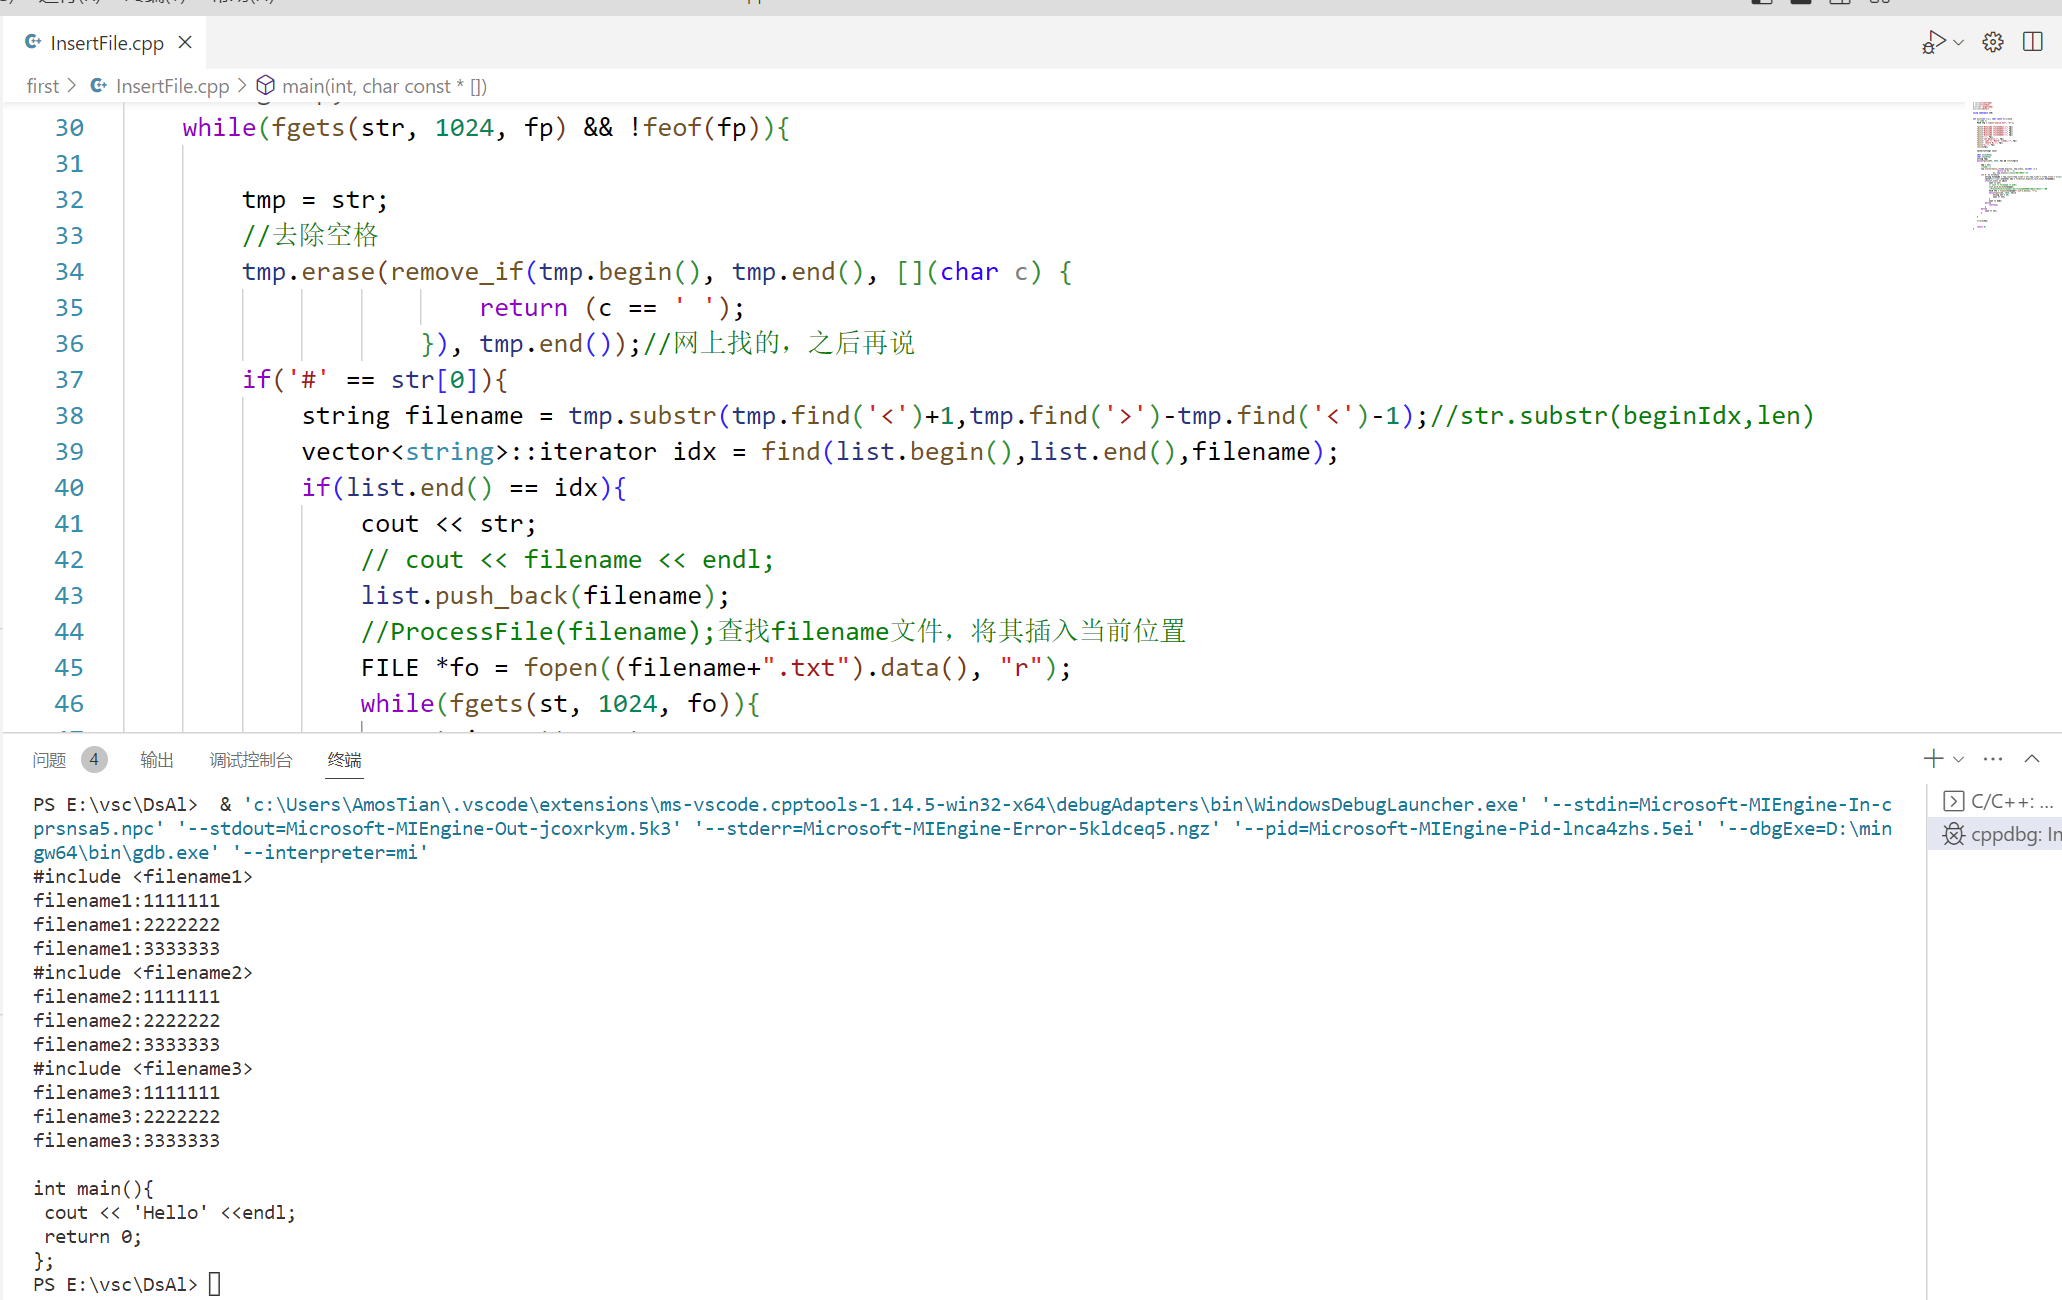 InsertFile.cpp
first > InsertFile.cpp > main(int, char const * [])
30 while(fgets(str, 1024, fp) && !feof(fp)){
31
32 tmp = str;
33 //去除空格
34 tmp.erase(remove_if(tmp.begin(), tmp.end(), [](char c) {
35 return (c == ' ');
36 }), tmp.end());//网上找的，之后再说
37 if('#' == str[0]){
38 string filename = tmp.substr(tmp.find('<')+1,tmp.find('>')-tmp.find('<')-1);//str.substr(beginIdx,len)
39 vector<string>::iterator idx = find(list.begin(),list.end(),filename);
40 if(list.end() == idx){
41 cout << str;
42 // cout << filename << endl;
43 list.push_back(filename);
44 //ProcessFile(filename);查找filename文件，将其插入当前位置
45 FILE *fo = fopen((filename+".txt").data(), "r");
46 while(fgets(st, 1024, fo)){
问题 4 输出 调试控制台 终端
PS E:\vsc\DsAl>  & 'c:\Users\AmosTian\.vscode\extensions\ms-vscode.cpptools-1.14.5-win32-x64\debugAdapters\bin\WindowsDebugLauncher.exe' '--stdin=Microsoft-MIEngine-In-c
prsnsa5.npc' '--stdout=Microsoft-MIEngine-Out-jcoxrkym.5k3' '--stderr=Microsoft-MIEngine-Error-5kldceq5.ngz' '--pid=Microsoft-MIEngine-Pid-lnca4zhs.5ei' '--dbgExe=D:\min
gw64\bin\gdb.exe' '--interpreter=mi'
#include <filename1>
filename1:1111111
filename1:2222222
filename1:3333333
#include <filename2>
filename2:1111111
filename2:2222222
filename2:3333333
#include <filename3>
filename3:1111111
filename3:2222222
filename3:3333333
int main(){
cout << 'Hello' <<endl;
return 0;
};
PS E:\vsc\DsAl>
C/C++: ...
cppdbg: In